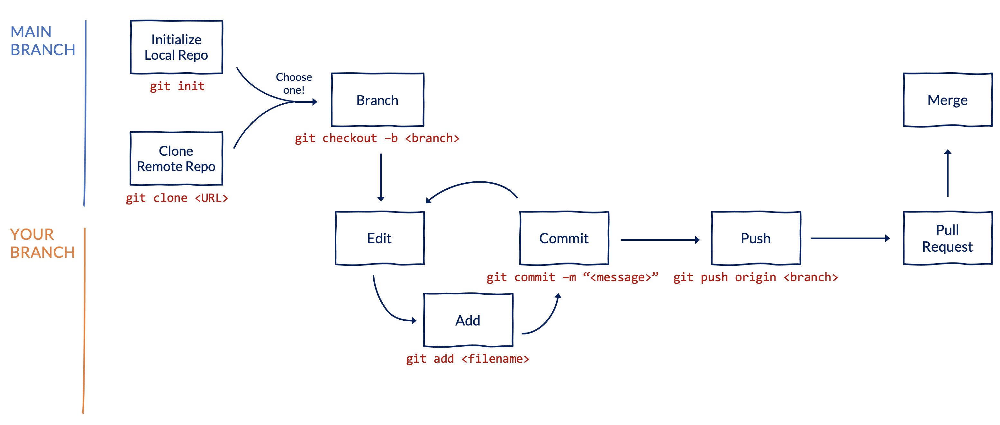 MAIN
BRANCH
Initialize
Local Repo
git init
Choose
one!
Branch
git checkout –b <branch>
Merge
Clone
Remote Repo
git clone <URL>
YOUR
BRANCH
Edit
Commit
git commit –m “<message>”
Push
git push origin <branch>
Pull
Request
Add
git add <filename>